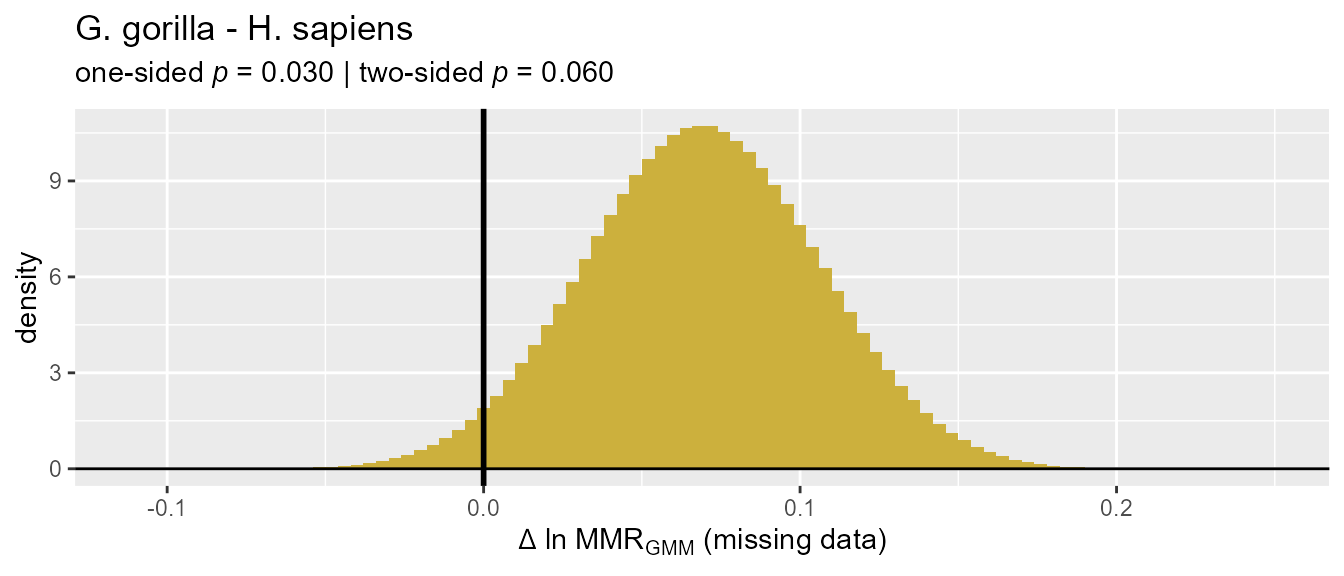 G. gorilla - H. sapiens
one-sided p = 0.030 | two-sided p = 0.060
density
9
6
3
0
-0.1 0.0 0.1 0.2
Δ ln MMR_GMM (missing data)